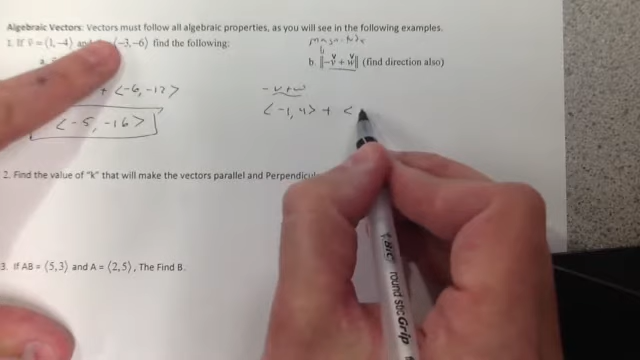 Algebraic Vectors: Vectors must follow all algebraic properties, as you will see in the following examples.
magnitude
1. If v = ⟨1, -4⟩ and ⟨-3, -6⟩ find the following:
a.
b. ||-v + w|| (find direction also)
+ <-6, -12>
-v+w
<-5, -16>
<-1, 4> + <
2. Find the value of "k" that will make the vectors parallel and
3. If AB = ⟨5,3⟩ and A = ⟨2,5⟩, The Find B.
BIC round stic Grip